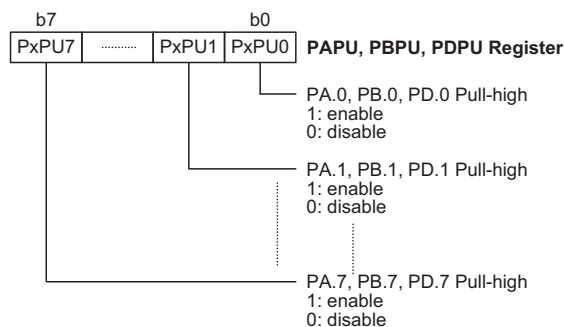 b7 b0
PxPU7 PxPU1 PxPU0 PAPU, PBPU, PDPU Register
PA.0, PB.0, PD.0 Pull-high
1: enable
0: disable
PA.1, PB.1, PD.1 Pull-high
1: enable
0: disable
PA.7, PB.7, PD.7 Pull-high
1: enable
0: disable